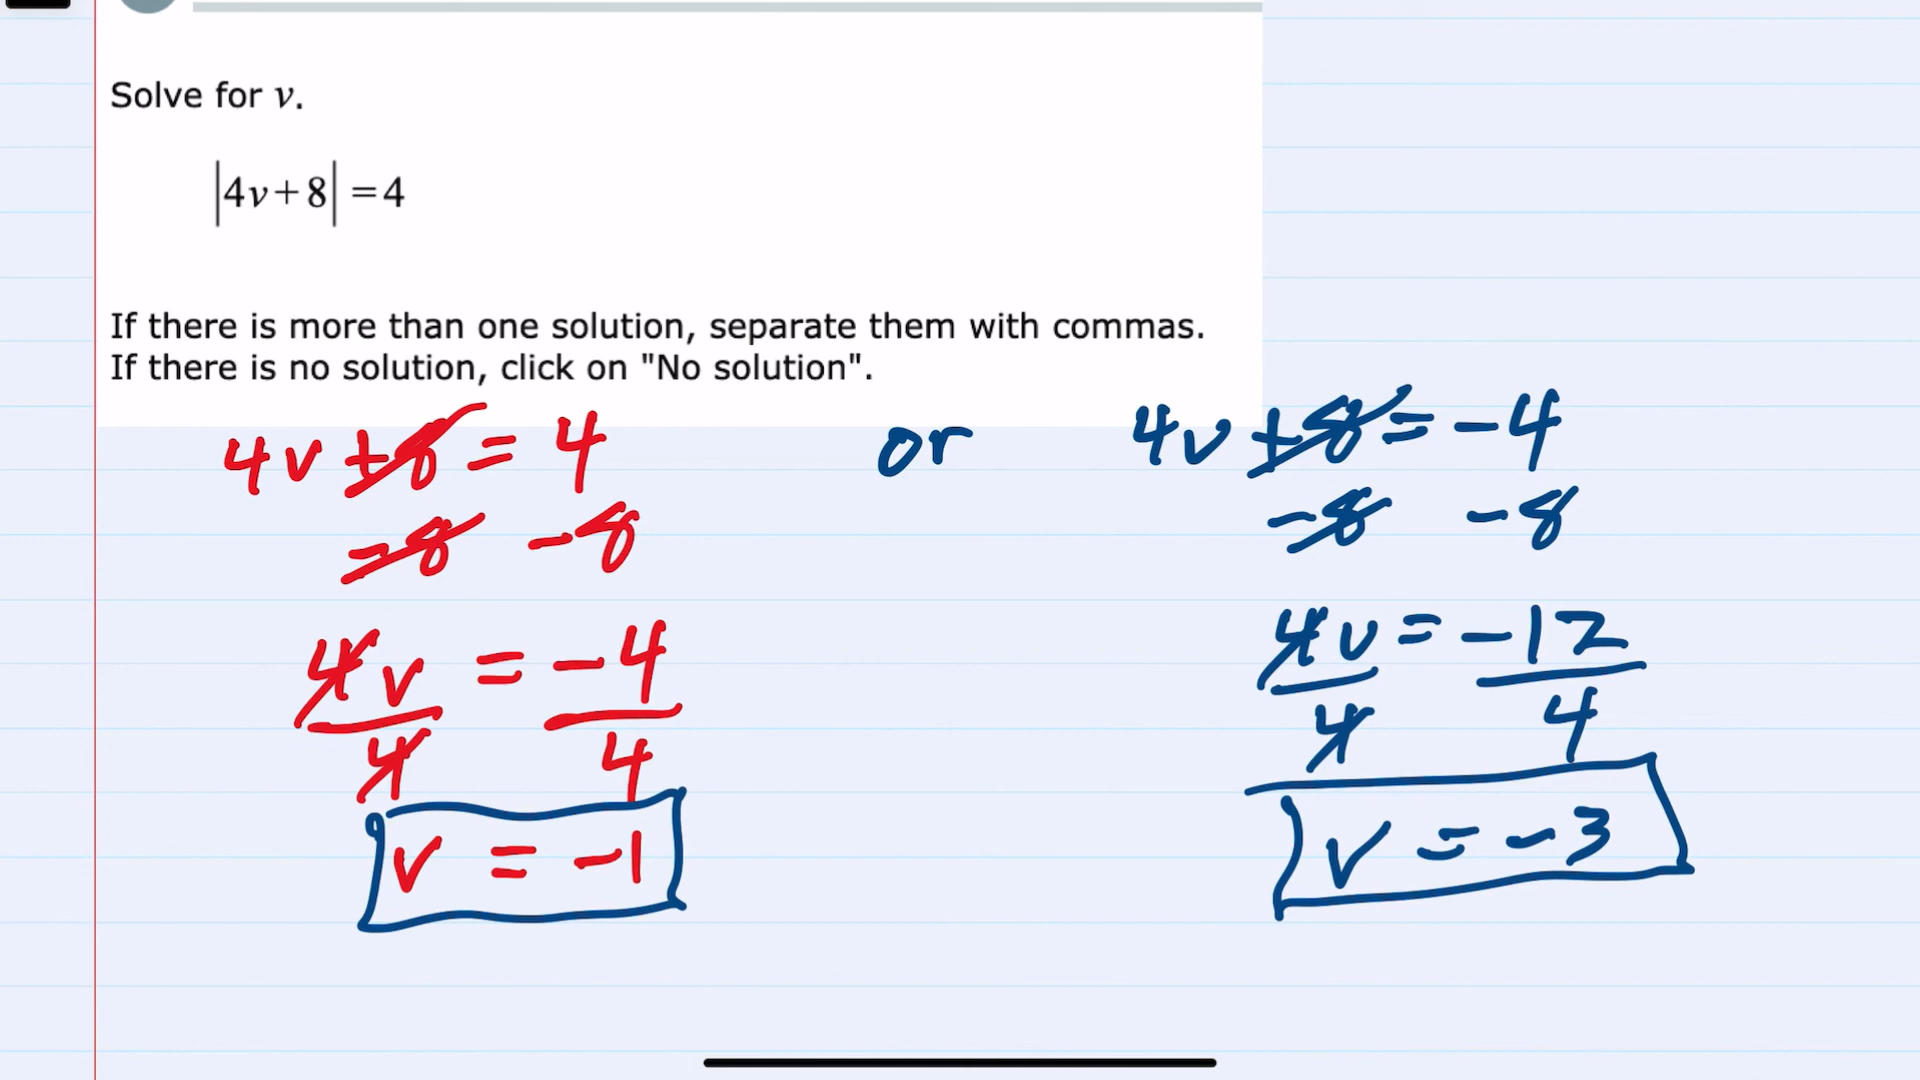 Solve for v.
|4v+8| = 4
If there is more than one solution, separate them with commas.
If there is no solution, click on "No solution".
4v +8 = 4 or 4v +8 = -4
-8 -8 -8 -8
4v = -4 4v = -12
4 4 4 4
v = -1 v = -3